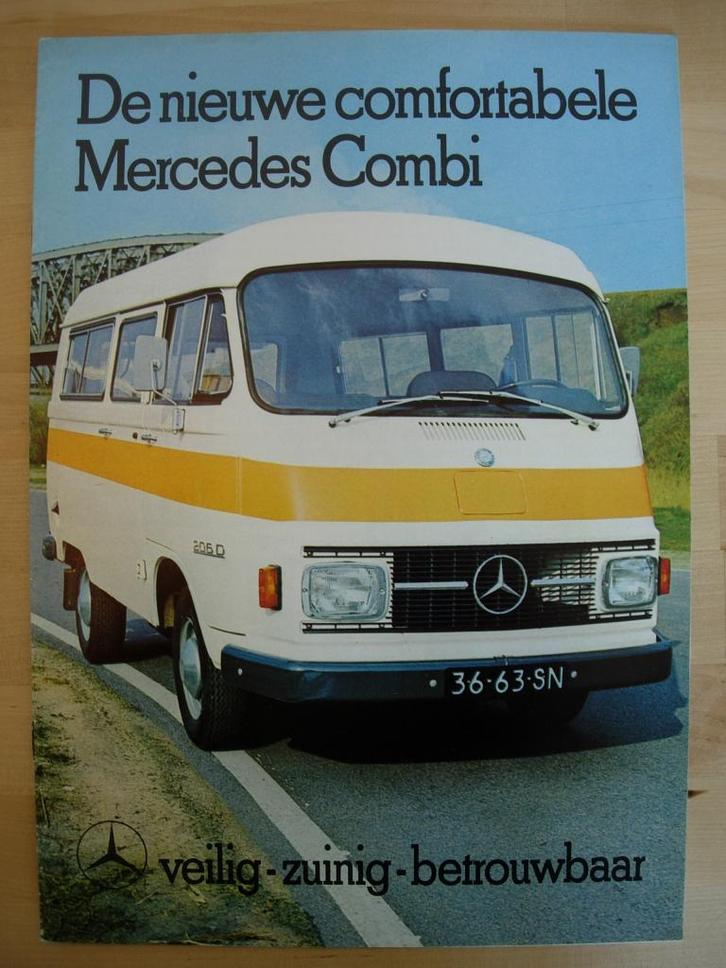 De nieuwe comfortabele
Mercedes Combi
206 D
36-63-SN
veilig-zuinig-betrouwbaar